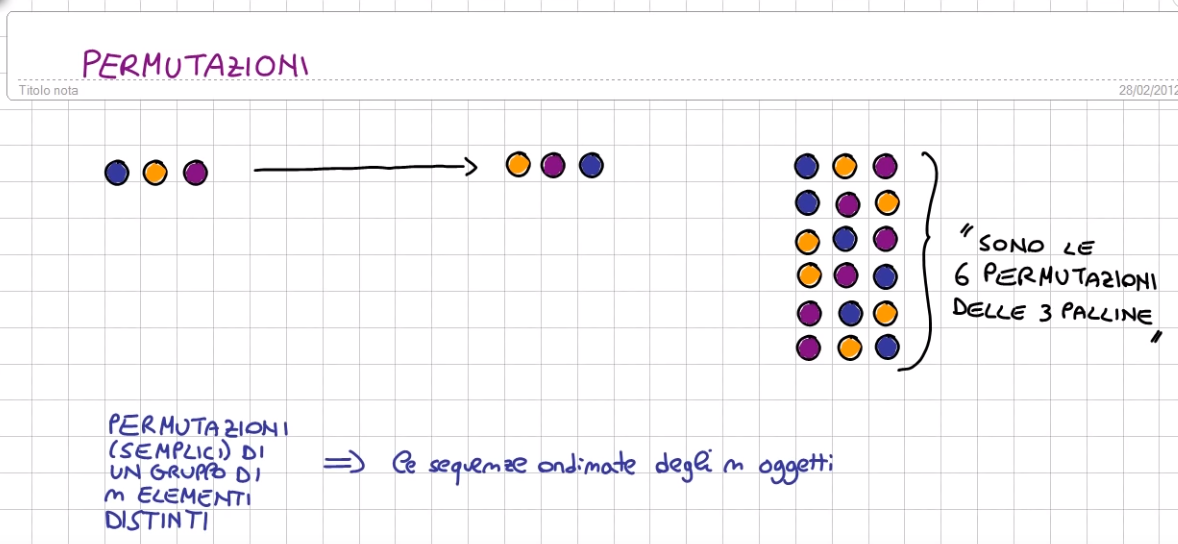 PERMUTAZIONI
Titolo nota
28/02/2012
"SONO LE
6 PERMUTAZIONI
DELLE 3 PALLINE"
PERMUTAZIONI
(SEMPLICI) DI
UN GRUPPO DI
n ELEMENTI
DISTINTI
=> le sequenze ordinate degli n oggetti